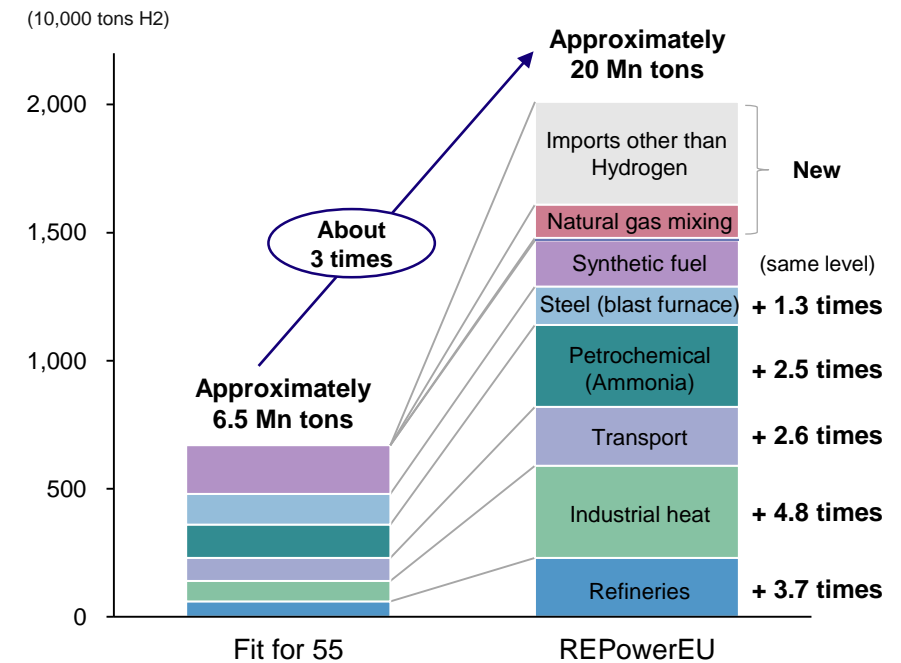 (10,000 tons H2)
Approximately
20 Mn tons
2,000
Imports other than
Hydrogen
New
Natural gas mixing
1,500
About
3 times
Synthetic fuel
(same level)
Steel (blast furnace)
+ 1.3 times
1,000
Petrochemical
(Ammonia)
+ 2.5 times
Approximately
6.5 Mn tons
Transport
+ 2.6 times
500
Industrial heat
+ 4.8 times
Refineries
+ 3.7 times
0
Fit for 55
REPowerEU